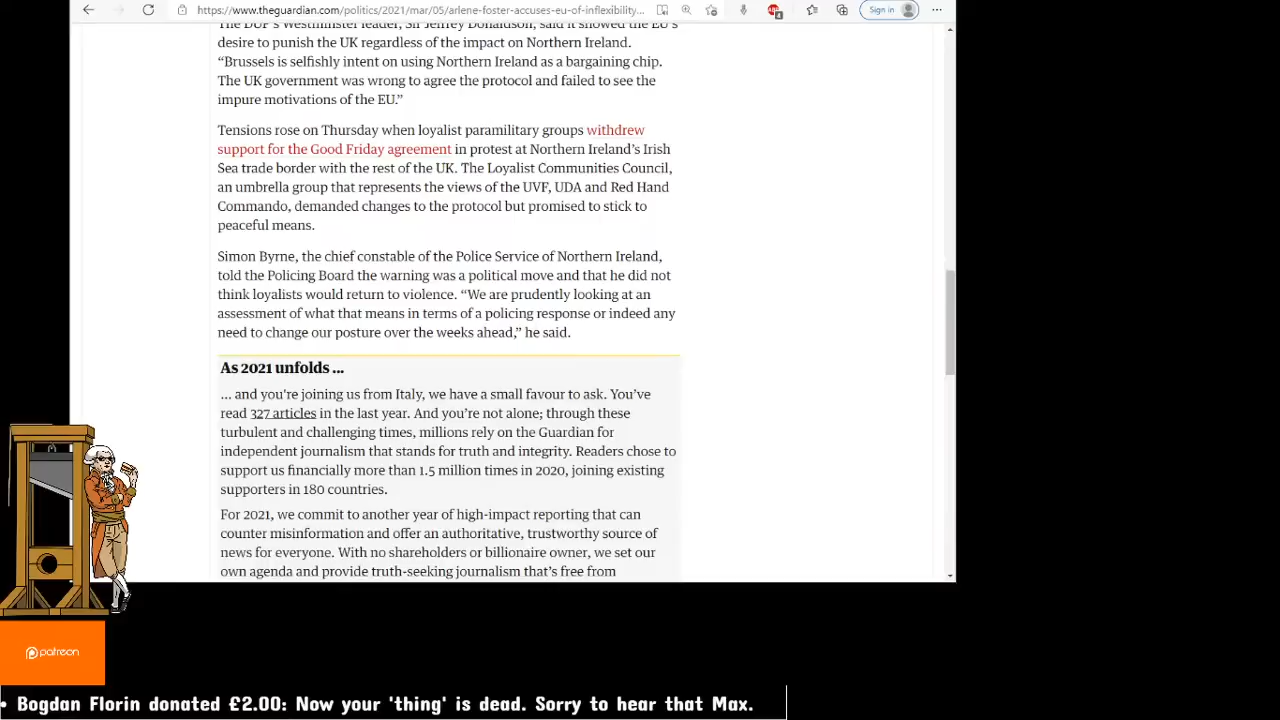 https://www.theguardian.com/politics/2021/mar/05/arlene-foster-accuses-eu-of-inflexibility...
Sign in
The DUP's Westminster leader, Sir Jeffrey Donaldson, said it showed the EU's
desire to punish the UK regardless of the impact on Northern Ireland.
“Brussels is selfishly intent on using Northern Ireland as a bargaining chip.
The UK government was wrong to agree the protocol and failed to see the
impure motivations of the EU.”
Tensions rose on Thursday when loyalist paramilitary groups withdrew
support for the Good Friday agreement in protest at Northern Ireland's Irish
Sea trade border with the rest of the UK. The Loyalist Communities Council,
an umbrella group that represents the views of the UVF, UDA and Red Hand
Commando, demanded changes to the protocol but promised to stick to
peaceful means.
Simon Byrne, the chief constable of the Police Service of Northern Ireland,
told the Policing Board the warning was a political move and that he did not
think loyalists would return to violence. “We are prudently looking at an
assessment of what that means in terms of a policing response or indeed any
need to change our posture over the weeks ahead,” he said.
As 2021 unfolds ...
... and you're joining us from Italy, we have a small favour to ask. You've
read 327 articles in the last year. And you're not alone; through these
turbulent and challenging times, millions rely on the Guardian for
independent journalism that stands for truth and integrity. Readers chose to
support us financially more than 1.5 million times in 2020, joining existing
supporters in 180 countries.
For 2021, we commit to another year of high-impact reporting that can
counter misinformation and offer an authoritative, trustworthy source of
news for everyone. With no shareholders or billionaire owner, we set our
own agenda and provide truth-seeking journalism that's free from
patreon
• Bogdan Florin donated £2.00: Now your 'thing' is dead. Sorry to hear that Max.